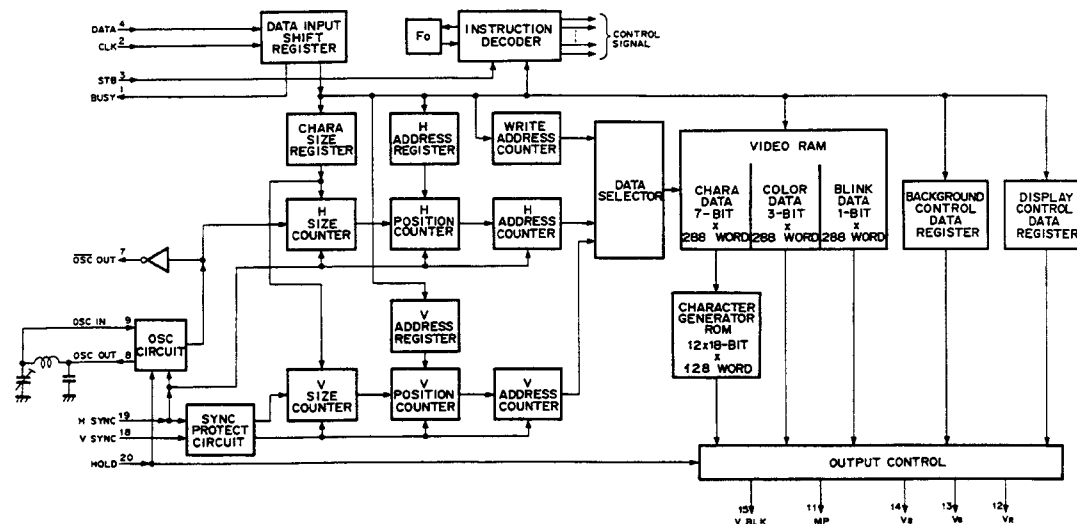 DATA 4
CLK 2
DATA INPUT
SHIFT
REGISTER
Fo
INSTRUCTION
DECODER
CONTROL
SIGNAL
STB 3
BUSY 1
CHARA
SIZE
REGISTER
H
ADDRESS
REGISTER
WRITE
ADDRESS
COUNTER
DATA
SELECTOR
VIDEO RAM
CHARA
DATA
7-BIT
x
288 WORD
COLOR
DATA
3-BIT
x
288 WORD
BLINK
DATA
1-BIT
x
288 WORD
BACKGROUND
CONTROL
DATA
REGISTER
DISPLAY
CONTROL
DATA
REGISTER
H
SIZE
COUNTER
H
POSITION
COUNTER
H
ADDRESS
COUNTER
OSC OUT 7
OSC IN 9
OSC OUT 8
OSC
CIRCUIT
V
ADDRESS
REGISTER
CHARACTER
GENERATOR
ROM
12x18-BIT
x
128 WORD
V
SIZE
COUNTER
V
POSITION
COUNTER
V
ADDRESS
COUNTER
H SYNC 19
V SYNC 18
SYNC
PROTECT
CIRCUIT
HOLD 20
OUTPUT CONTROL
15
V BLK
11
MP
14
13
12